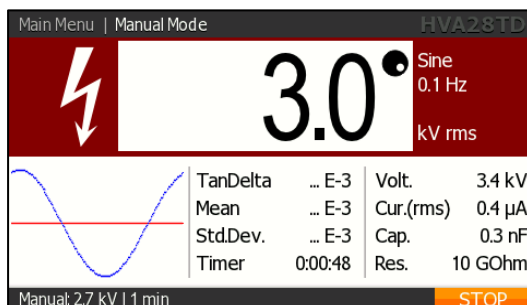 Main Menu | Manual Mode HVA28TD
Sine
0.1 Hz
3.0
kV rms
TanDelta ... E-3 Volt. 3.4 kV
Mean ... E-3 Cur.(rms) 0.4 µA
Std.Dev. ... E-3 Cap. 0.3 nF
Timer 0:00:48 Res. 10 GOhm
Manual: 2.7 kV | 1 min STOP